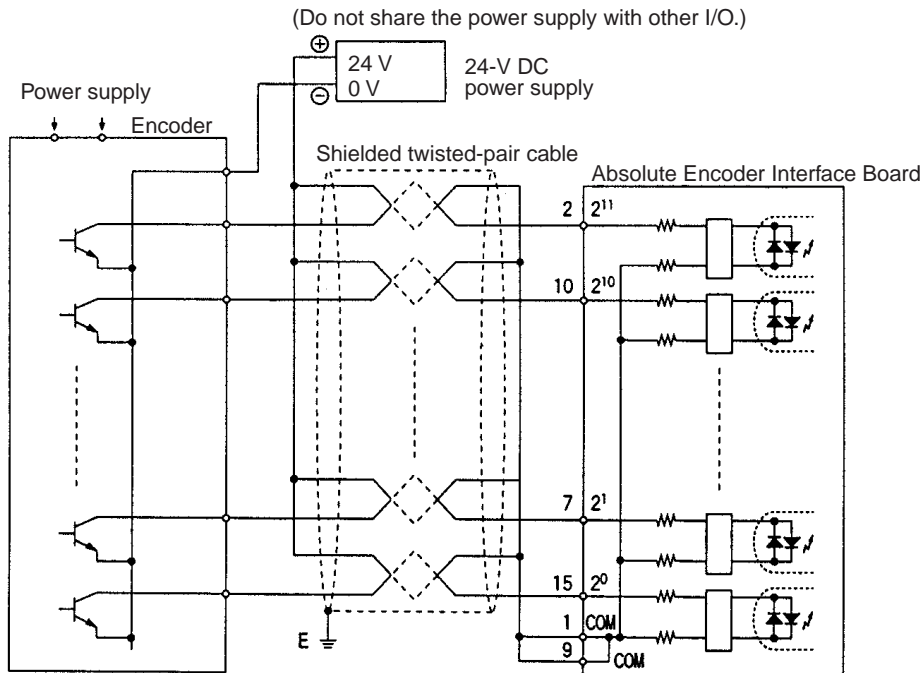 (Do not share the power supply with other I/O.)
+
24 V
0 V
−
24-V DC
power supply
Power supply
Encoder
Shielded twisted-pair cable
Absolute Encoder Interface Board
2 2¹¹
10 2¹⁰
7 2¹
15 2⁰
1 COM
9 COM
E